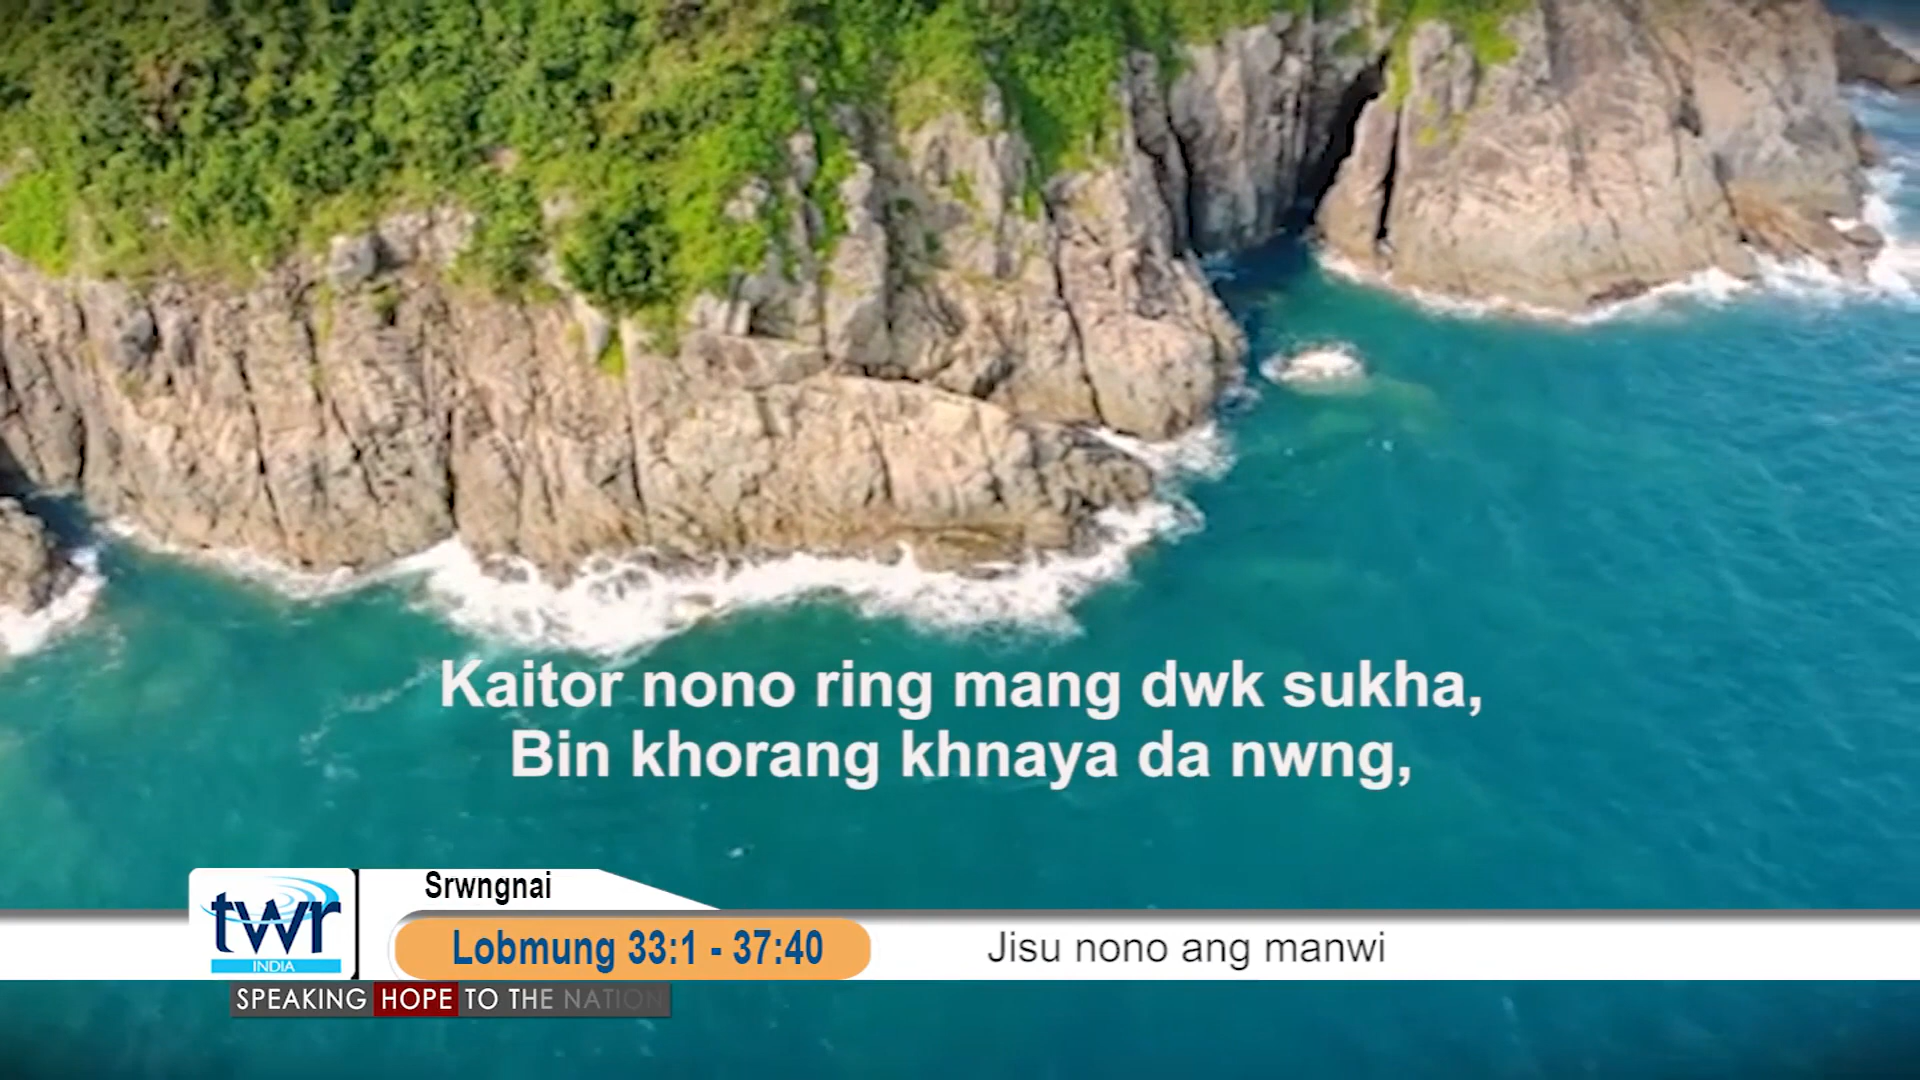 Kaitor nono ring mang dwk sukha,
Bin khorang khnaya da nwng,
Srwngnai
twr
INDIA
Lobmung 33:1 - 37:40
Jisu nono ang manwi
SPEAKING HOPE TO THE NATION